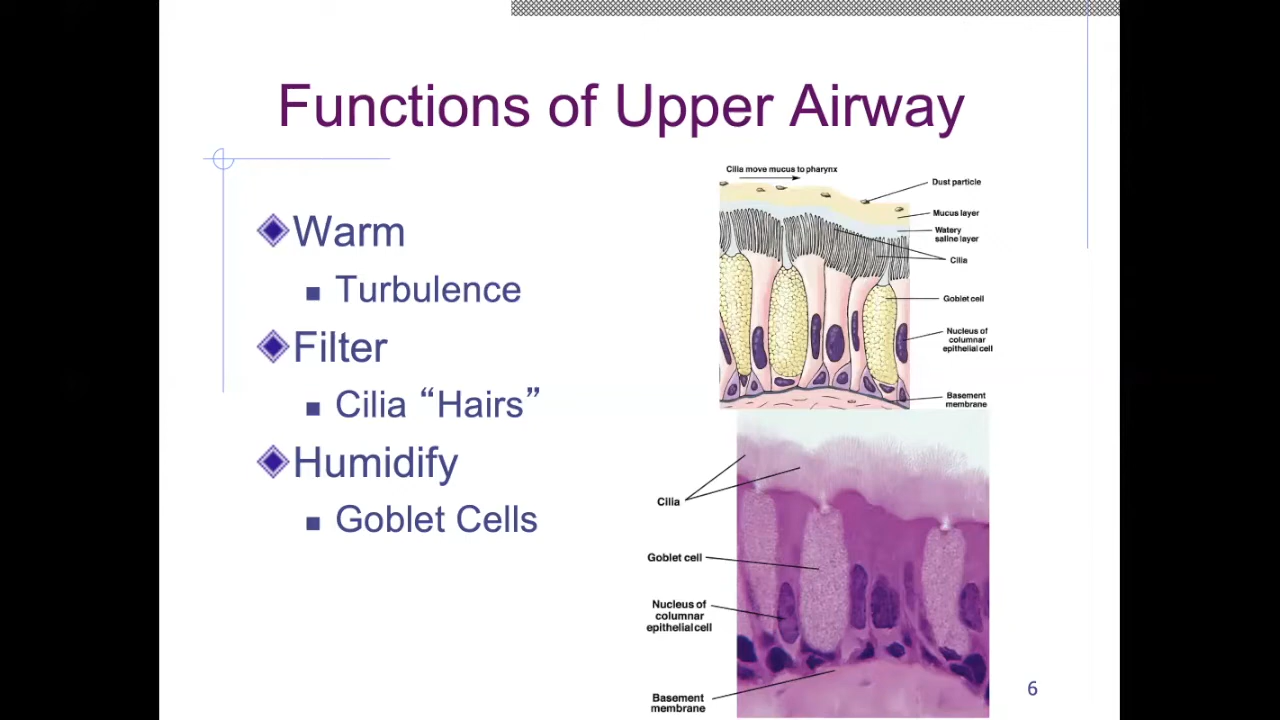 Functions of Upper Airway
Warm
Turbulence
Filter
Cilia “Hairs”
Humidify
Goblet Cells
Cilia move mucus to pharynx
Dust particle
Mucus layer
Watery
saline layer
Cilia
Goblet cell
Nucleus of
columnar
epithelial cell
Basement
membrane
Cilia
Goblet cell
Nucleus of
columnar
epithelial cell
Basement
membrane
6